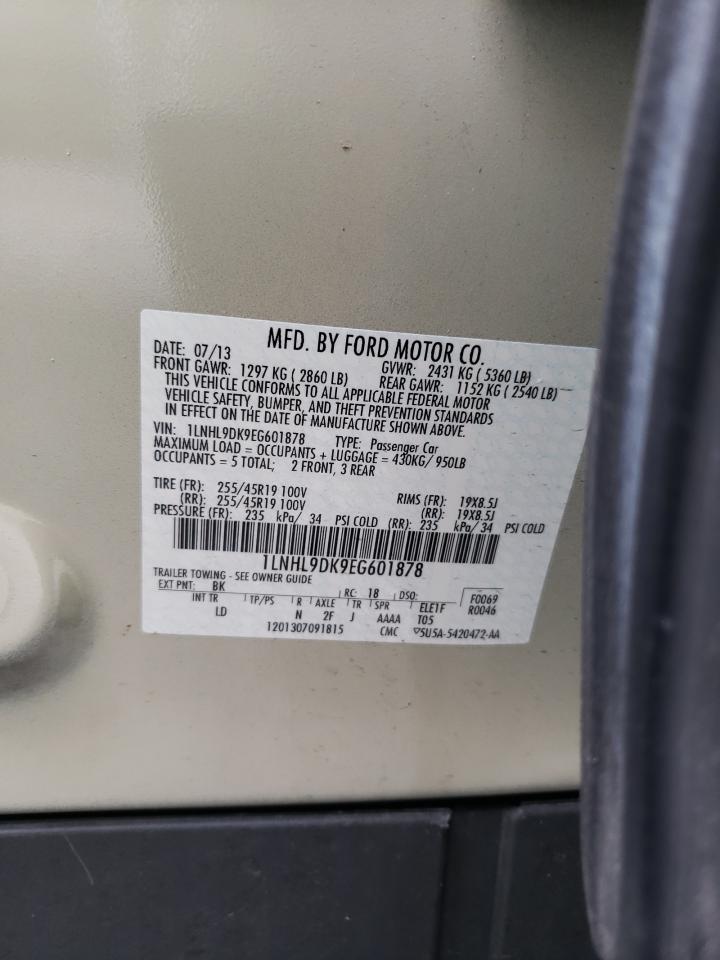 MFD. BY FORD MOTOR CO.
DATE: 07/13 GVWR: 2431 KG ( 5360 LB)
FRONT GAWR: 1297 KG ( 2860 LB) REAR GAWR: 1152 KG ( 2540 LB)
THIS VEHICLE CONFORMS TO ALL APPLICABLE FEDERAL MOTOR
VEHICLE SAFETY, BUMPER, AND THEFT PREVENTION STANDARDS
IN EFFECT ON THE DATE OF MANUFACTURE SHOWN ABOVE.
VIN: 1LNHL9DK9EG601878 TYPE: Passenger Car
MAXIMUM LOAD = OCCUPANTS + LUGGAGE = 430KG/ 950LB
OCCUPANTS = 5 TOTAL; 2 FRONT, 3 REAR
TIRE (FR): 255/45R19 100V RIMS (FR): 19X8.5J
(RR): 255/45R19 100V (RR): 19X8.5J
PRESSURE (FR): 235 kPa/ 34 PSI COLD (RR): 235 kPa/ 34 PSI COLD
1LNHL9DK9EG601878
TRAILER TOWING - SEE OWNER GUIDE
EXT PNT: BK RC: 18 DSO: F0069
INT TR TP/PS R AXLE TR SPR ELE1F R0046
LD N 2F J AAAA T05
1201307091815 CMC ▽5U5A-5420472-AA